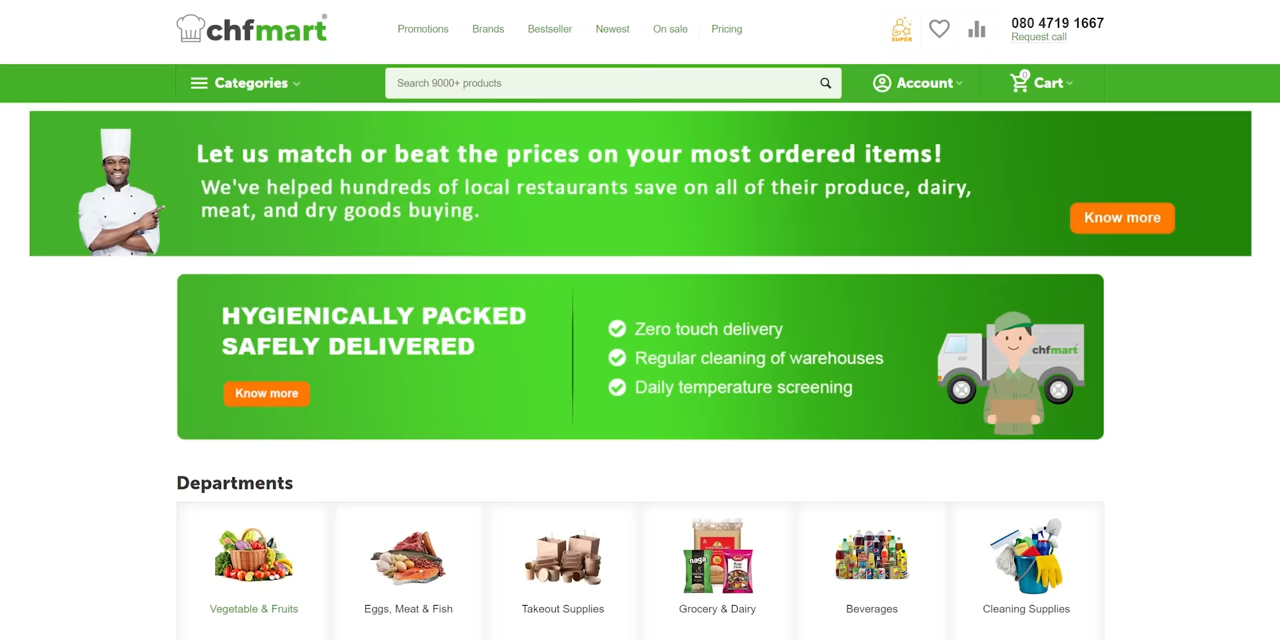 chfmart®
Promotions Brands Bestseller Newest On sale Pricing
SUPER
080 4719 1667
Request call
Categories
Search 9000+ products
Account
0
Cart
Let us match or beat the prices on your most ordered items!
We've helped hundreds of local restaurants save on all of their produce, dairy,
meat, and dry goods buying.
Know more
HYGIENICALLY PACKED
SAFELY DELIVERED
Know more
Zero touch delivery
Regular cleaning of warehouses
Daily temperature screening
chfmart
Departments
naga
Vegetable & Fruits
Eggs, Meat & Fish
Takeout Supplies
Grocery & Dairy
Beverages
Cleaning Supplies